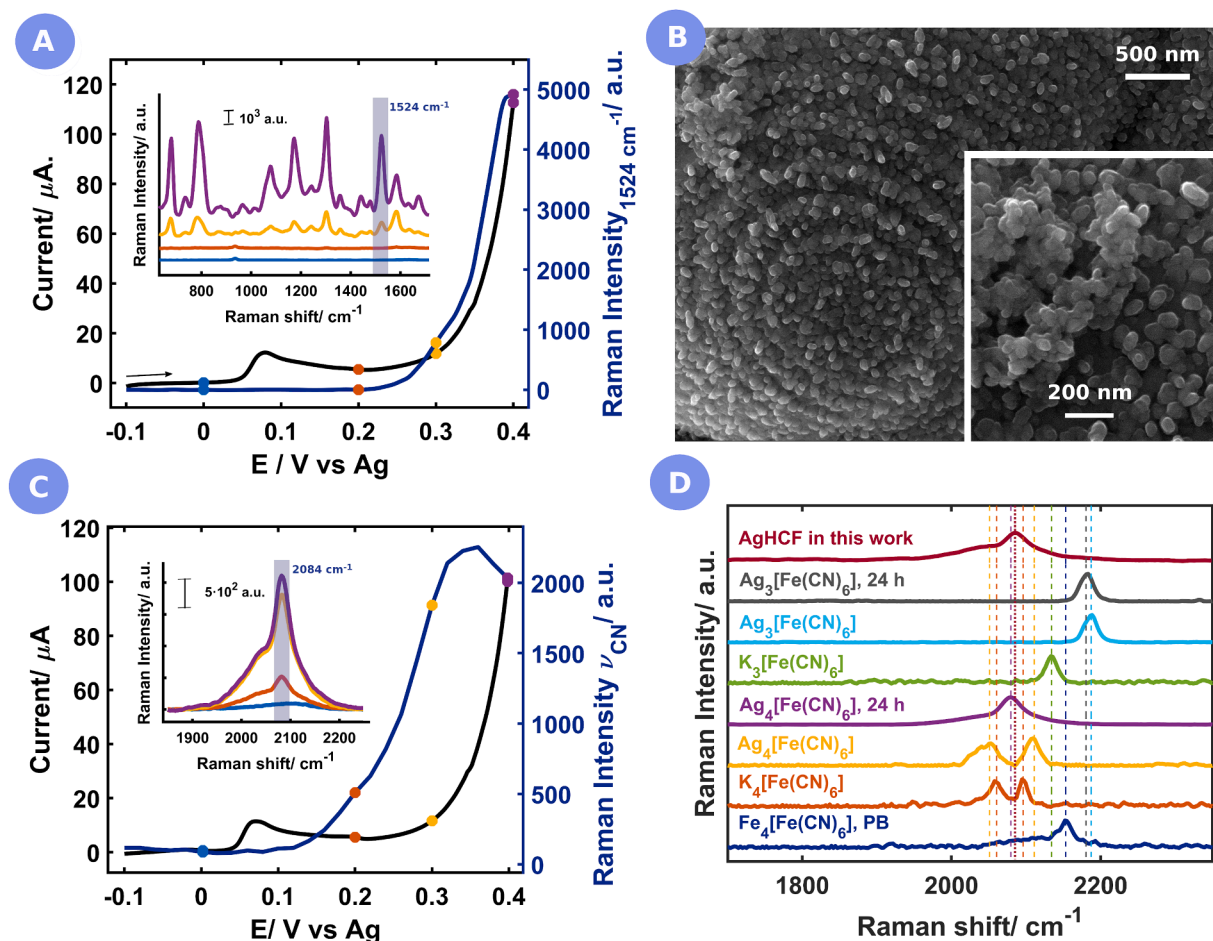 A
Current/ μA.
120
100
80
60
40
20
0
-0.1
0
0.1
0.2
0.3
0.4
E / V vs Ag
5000
4000
3000
2000
1000
0
Raman Intensity1524 cm-1/ a.u.
Raman Intensity/ a.u.
10³ a.u.
1524 cm-1
800
1000
1200
1400
1600
Raman shift/ cm-1
B
500 nm
200 nm
C
Current/ μA
120
100
80
60
40
20
0
-0.1
0
0.1
0.2
0.3
0.4
E/ V vs Ag
2000
1500
1000
500
0
Raman Intensity νCN/ a.u.
Raman Intensity/ a.u.
5·10² a.u.
2084 cm-1
1900
2000
2100
2200
Raman shift/ cm-1
D
Raman Intensity/ a.u.
AgHCF in this work
Ag3[Fe(CN)6], 24 h
Ag3[Fe(CN)6]
K3[Fe(CN)6]
Ag4[Fe(CN)6], 24 h
Ag4[Fe(CN)6]
K4[Fe(CN)6]
Fe4[Fe(CN)6], PB
1800
2000
2200
Raman shift/ cm-1